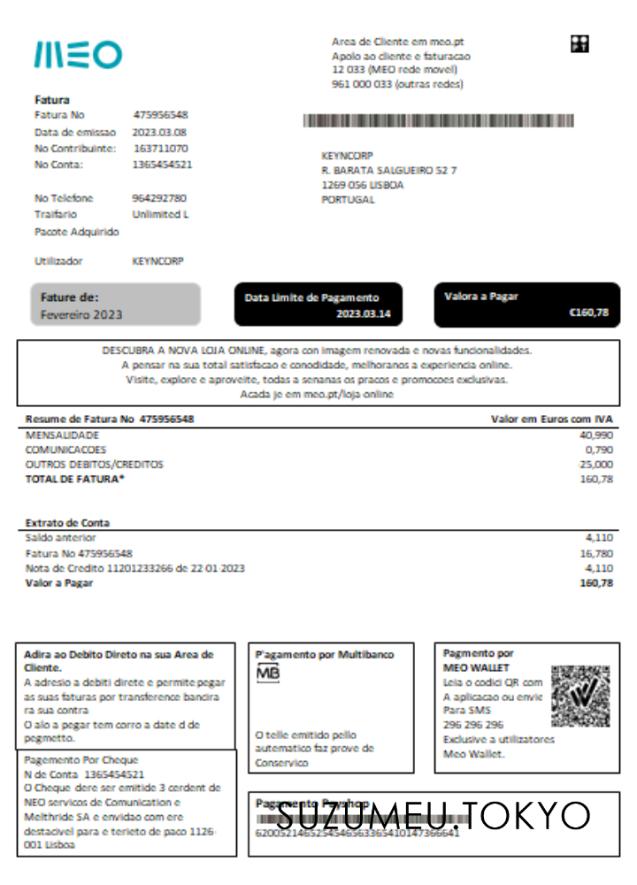 MEO
Area de Cliente em meo.pt
Apolo ao cliente e faturacao
12 033 (MEO rede movel)
961 000 033 (outras redes)
Fatura
Fatura No 475956548
Data de emissao 2023.03.08
No Contribuinte: 163711070
No Conta: 1365454521
KEYNCORP
R. BARATA SALGUEIRO 52 7
1269 056 LISBOA
PORTUGAL
No Telefone 964292780
Traifario Unlimited L
Pacote Adquirido
Utilizador KEYNCORP
Fature de:
Fevereiro 2023
Data Limite de Pagamento
2023.03.14
Valora a Pagar
€160,78
DESCUBRA A NOVA LOJA ONLINE, agora con imagem renovada e novas funcionalidades.
A pensar na sua total satisfacao e conodidade, melhoranos a experiencia online.
Visite, explore e aproveite, todas a senanas os pracos e promocoes exclusivas.
Acada je em meo.pt/loja online
Resume de Fatura No 475956548 Valor em Euros com IVA
MENSALIDADE 40,990
COMUNICACOES 0,790
OUTROS DEBITOS/CREDITOS 25,000
TOTAL DE FATURA* 160,78
Extrato de Conta
Saldo anterior 4,110
Fatura No 475956548 16,780
Nota de Credito 11201233266 de 22 01 2023 4,110
Valor a Pagar 160,78
Adira ao Debito Direto na sua Area de
Cliente.
A adresio a debiti direte e permite pegar
as suas faturas por transference bancira
ra sua contra
O alo a pegar tem corro a date d de
pegmetto.
Pagemento Por Cheque
N de Conta 1365454521
O Cheque dere ser emitide 3 cerdent de
NEO servicos de Comunication e
Melthride SA e envidao com ere
destacivel para e terieto de paco 1126-
001 Lisboa
P'agamento por Multibanco
MB
O telle emitido pello
automatico faz prove de
Conservico
Pagmento por
MEO WALLET
Leia o codici QR com
A aplicacao ou envie
Para SMS
296 296 296
Exclusive a utilizatores
Meo Wallet.
Pagamento Payshop
SUZUMEU.TOKYO